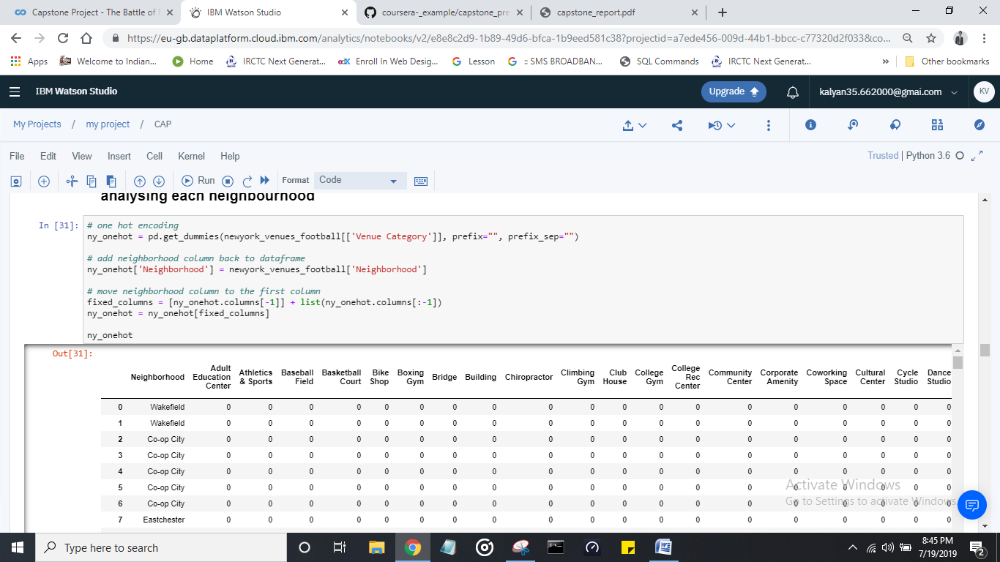 Capstone Project - The Battle of
IBM Watson Studio
coursera-_example/capstone_pre
capstone_report.pdf
https://eu-gb.dataplatform.cloud.ibm.com/analytics/notebooks/v2/e8e8c2d9-1b89-49d6-bfca-1b9eed581c38?projectid=a7ede456-009d-44b1-bbcc-c77320d2f033&co...
Apps Welcome to Indian... Home IRCTC Next Generat... edX Enroll In Web Desig... Lesson :: SMS BROADBAN... SQL Commands IRCTC Next Generat... » Other bookmarks
IBM Watson Studio Upgrade kalyan35.662000@gmai.com KV
My Projects / my project / CAP
File Edit View Insert Cell Kernel Help Trusted | Python 3.6
Run Format Code
analysing each neighbourhood
In [31]: # one hot encoding
ny_onehot = pd.get_dummies(newyork_venues_football[['Venue Category']], prefix="", prefix_sep="")
# add neighborhood column back to dataframe
ny_onehot['Neighborhood'] = newyork_venues_football['Neighborhood']
# move neighborhood column to the first column
fixed_columns = [ny_onehot.columns[-1]] + list(ny_onehot.columns[:-1])
ny_onehot = ny_onehot[fixed_columns]
ny_onehot
Out[31]:
Neighborhood Adult Education Center Athletics & Sports Baseball Field Basketball Court Bike Shop Boxing Gym Bridge Building Chiropractor Climbing Gym Club House College Gym College Rec Center Community Center Corporate Amenity Coworking Space Cultural Center Cycle Studio Dance Studio
0 Wakefield 0 0 0 0 0 0 0 0 0 0 0 0 0 0 0 0 0 0 0
1 Wakefield 0 0 0 0 0 0 0 0 0 0 0 0 0 0 0 0 0 0 0
2 Co-op City 0 0 0 0 0 0 0 0 0 0 0 0 0 0 0 0 0 0 0
3 Co-op City 0 0 0 0 0 0 0 0 0 0 0 0 0 0 0 0 0 0 0
4 Co-op City 0 0 0 0 0 0 0 0 0 0 0 0 0 0 0 0 0 0 0
5 Co-op City 0 0 0 0 0 0 0 0 0 0 0 0 0 0 0 0 0 0 0
6 Co-op City 0 0 0 0 0 0 0 0 0 0 0 0 0 0 0 0 0 0 0
7 Eastchester 0 0 0 0 0 0 0 0 0 0 0 0 0 0 0 0 0 0 0
Activate Windows
Go to Settings to activate Windows.
Type here to search
8:45 PM
7/19/2019
2